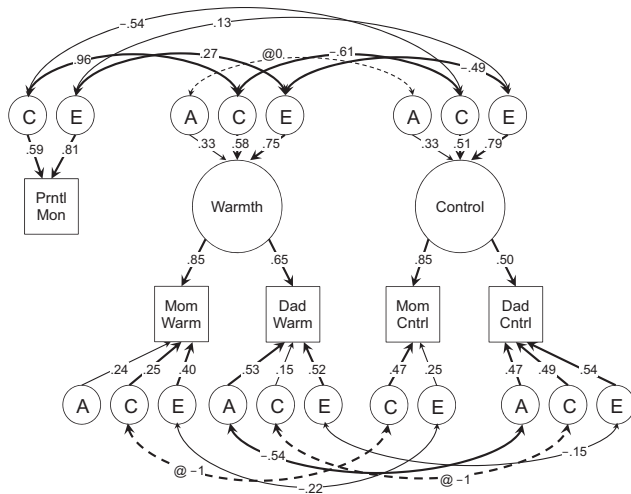 -.54
.13
.96
.27
@0
-.61
-.49
C
E
A
C
E
A
C
E
.59
.81
.33
.58
.75
.33
.51
.79
Prntl
Mon
Warmth
Control
.85
.65
.85
.50
Mom
Warm
Dad
Warm
Mom
Cntrl
Dad
Cntrl
.24
.25
.40
.53
.15
.52
.47
.25
.47
.49
.54
A
C
E
A
C
E
C
E
A
C
E
-.54
-.15
@ -1
-.22
@ -1